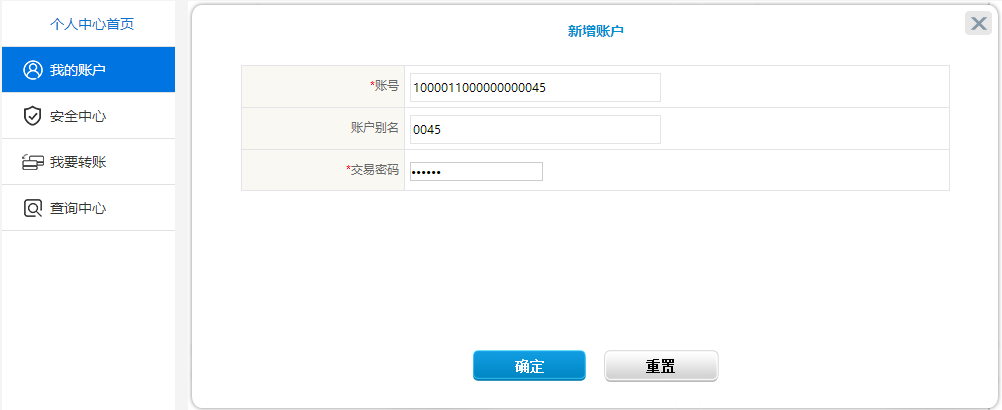 个人中心首页
我的账户
安全中心
我要转账
查询中心
新增账户
*账号 1000011000000000045
账户别名 0045
*交易密码 ••••••
确定 重置